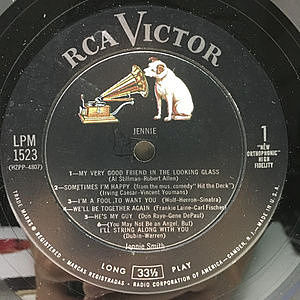 RCA VICTOR
JENNIE
LPM
1523
(H2PP-4807)
1
"NEW
ORTHOPHONIC"
HIGH
FIDELITY
1—MY VERY GOOD FRIEND IN THE LOOKING GLASS
(Al Stillman-Robert Allen)
2—SOMETIMES I'M HAPPY (from the mus. comedy "Hit the Deck")
(Irving Caesar-Vincent Youmans)
3—I'M A FOOL TO WANT YOU (Wolf-Herron-Sinatra)
4—WE'LL BE TOGETHER AGAIN (Frankie Laine-Carl Fischer)
5—HE'S MY GUY (Don Raye-Gene DePaul)
6—(You May Not Be an Angel, But)
I'LL STRING ALONG WITH YOU
(Dubin-Warren)
Jennie Smith
LONG 33⅓ PLAY
TRADE MARKS ® REGISTERED • MARCAS REGISTRADAS • RADIO CORPORATION OF AMERICA, CAMDEN, N.J. • MADE IN U.S.A.